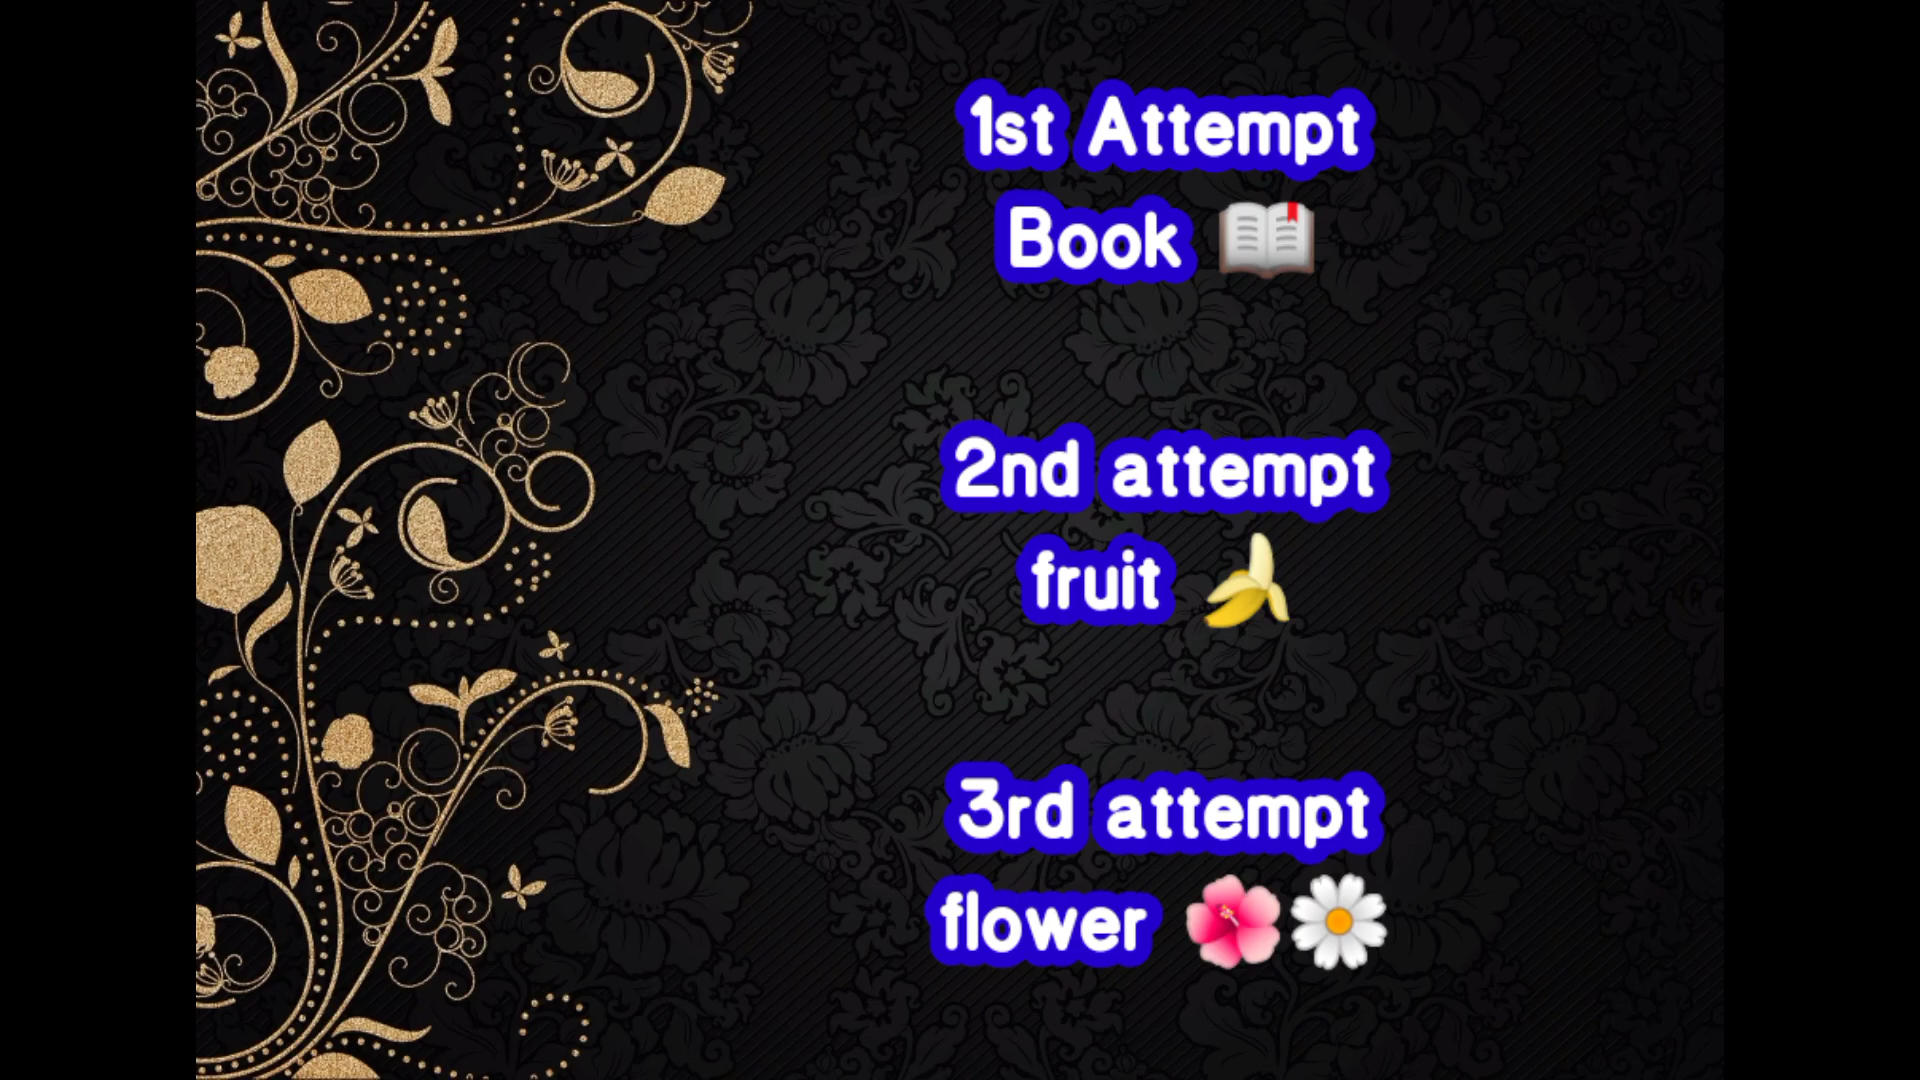 1st Attempt
Book 📖
2nd attempt
fruit 🍌
3rd attempt
flower 🌺🌼